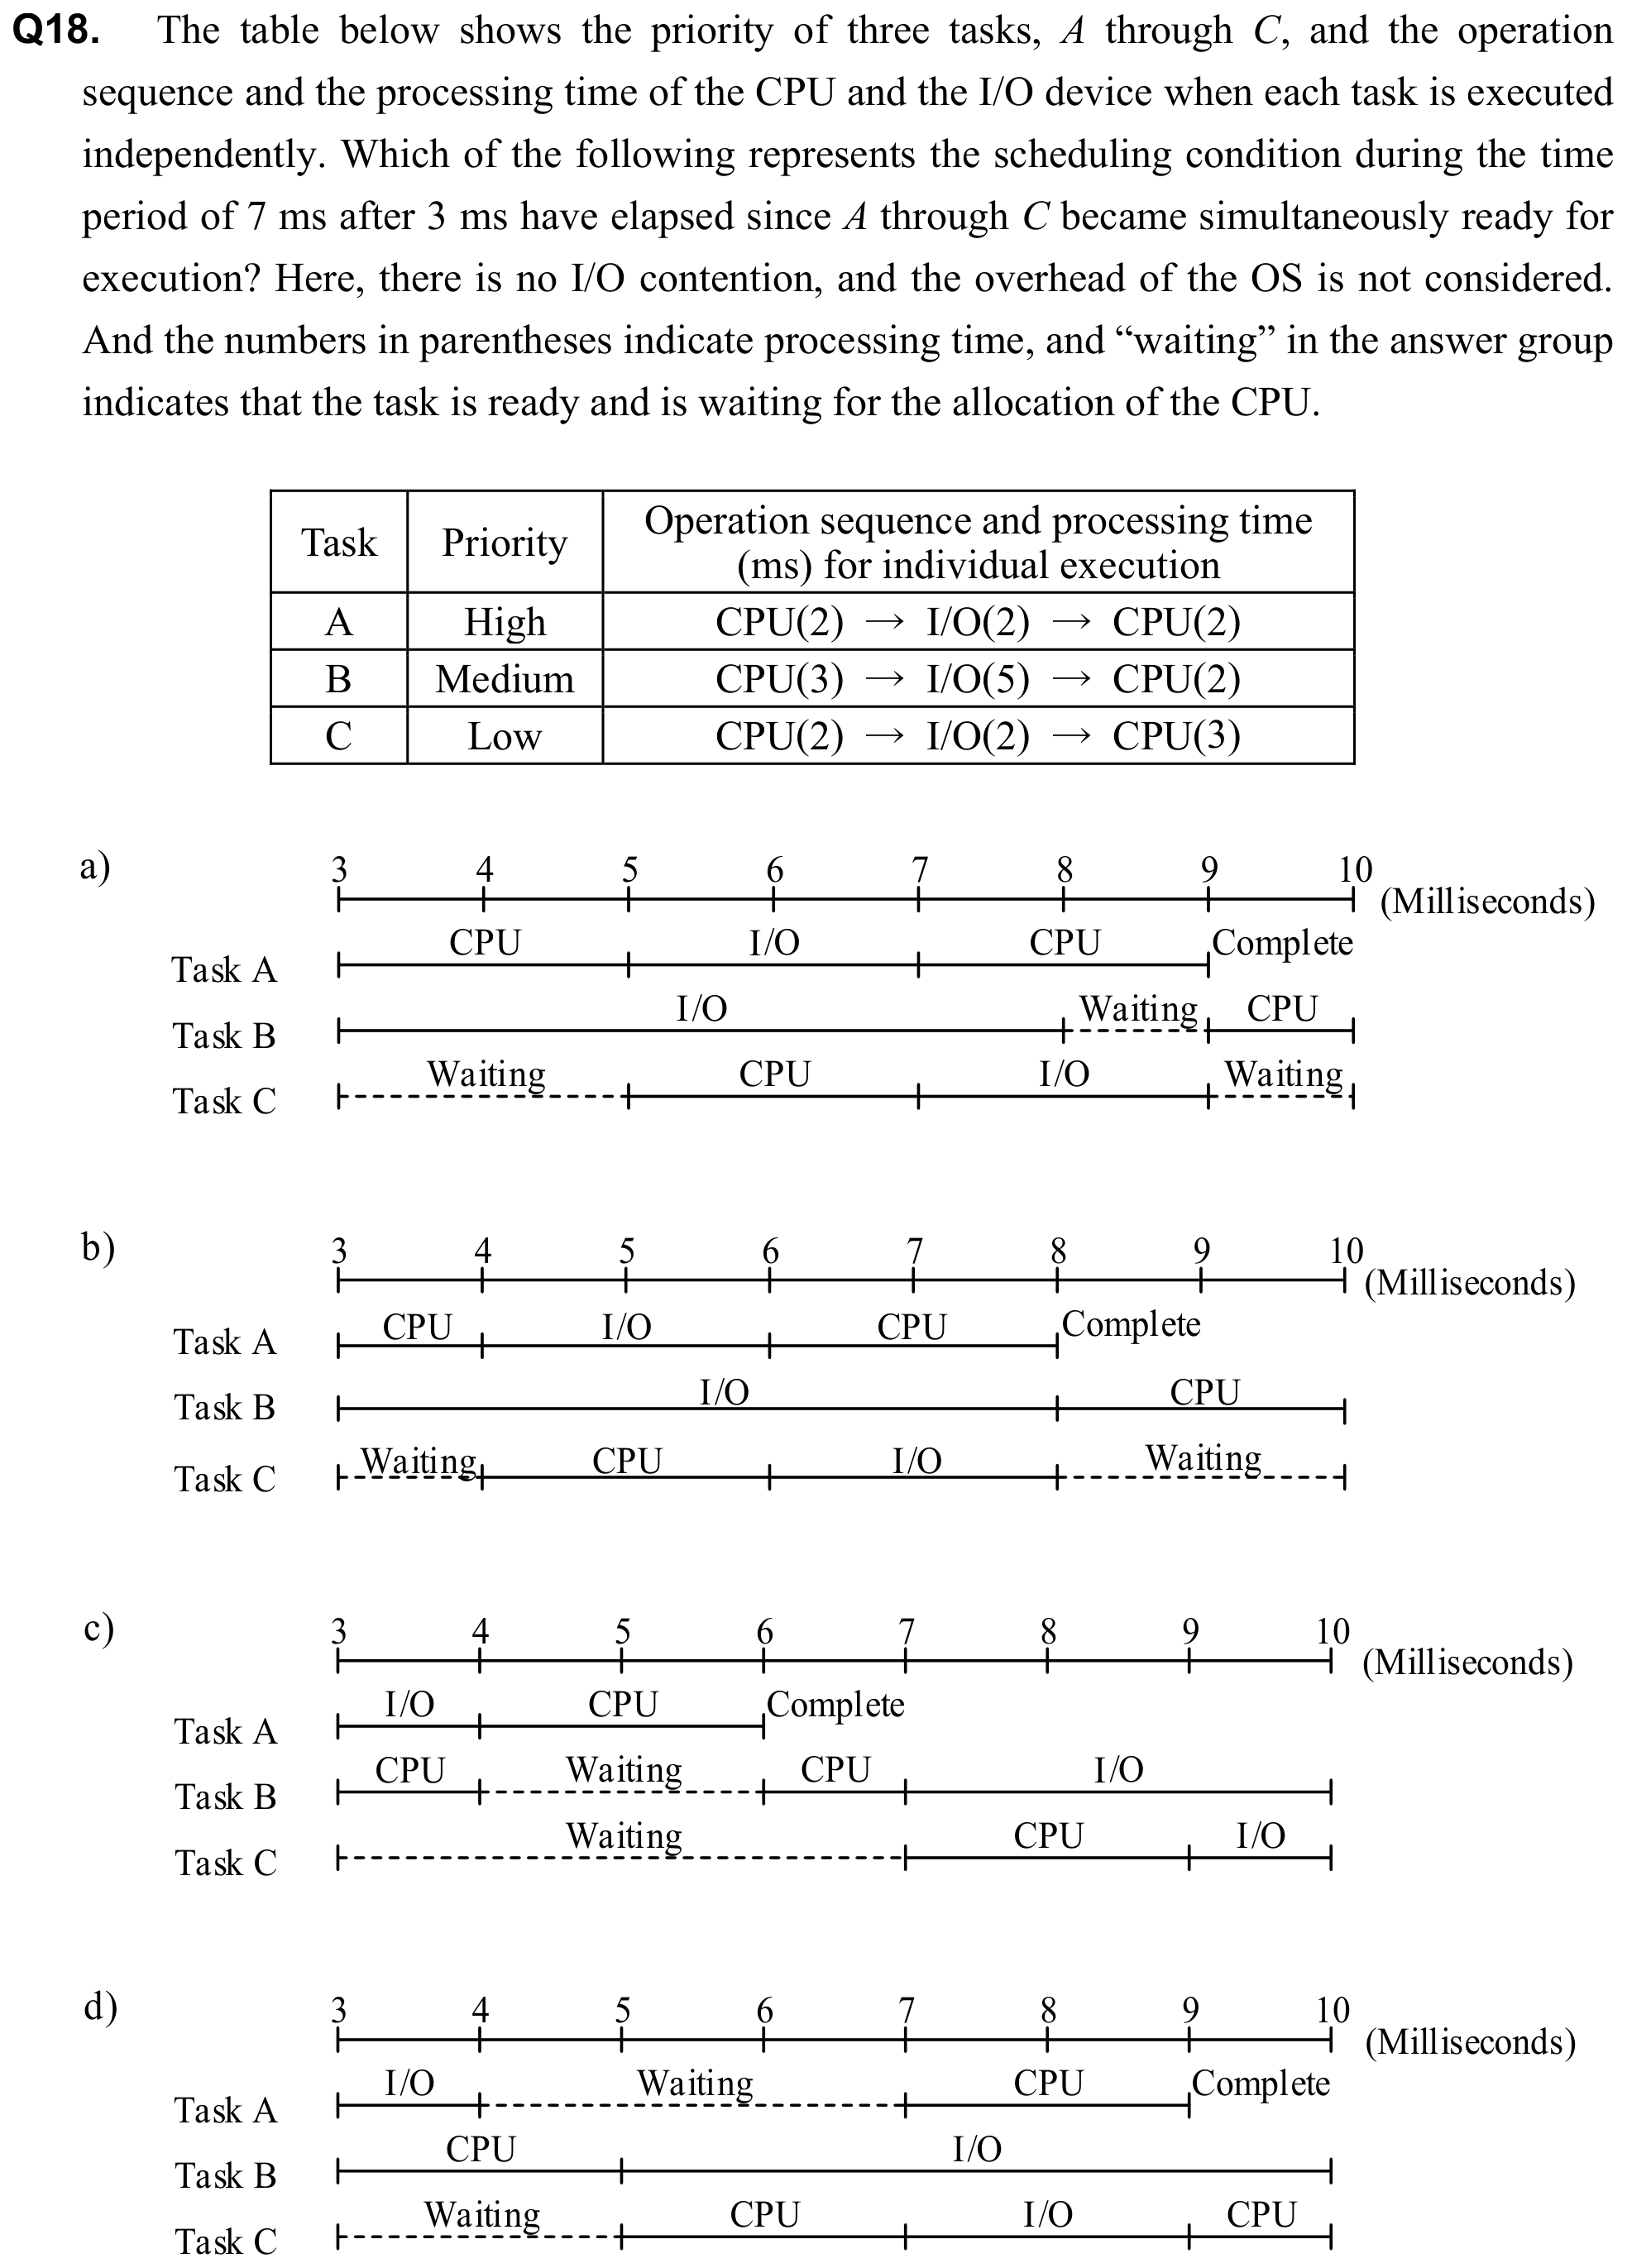 Q18. The table below shows the priority of three tasks, A through C, and the operation
sequence and the processing time of the CPU and the I/O device when each task is executed
independently. Which of the following represents the scheduling condition during the time
period of 7 ms after 3 ms have elapsed since A through C became simultaneously ready for
execution? Here, there is no I/O contention, and the overhead of the OS is not considered.
And the numbers in parentheses indicate processing time, and “waiting” in the answer group
indicates that the task is ready and is waiting for the allocation of the CPU.
Task Priority Operation sequence and processing time
(ms) for individual execution
A High CPU(2) → I/O(2) → CPU(2)
B Medium CPU(3) → I/O(5) → CPU(2)
C Low CPU(2) → I/O(2) → CPU(3)
a) 3 4 5 6 7 8 9 10 (Milliseconds)
Task A CPU I/O CPU Complete
Task B I/O Waiting CPU
Task C Waiting CPU I/O Waiting
b) 3 4 5 6 7 8 9 10 (Milliseconds)
Task A CPU I/O CPU Complete
Task B I/O CPU
Task C Waiting CPU I/O Waiting
c) 3 4 5 6 7 8 9 10 (Milliseconds)
Task A I/O CPU Complete
Task B CPU Waiting CPU I/O
Task C Waiting CPU I/O
d) 3 4 5 6 7 8 9 10 (Milliseconds)
Task A I/O Waiting CPU Complete
Task B CPU I/O
Task C Waiting CPU I/O CPU